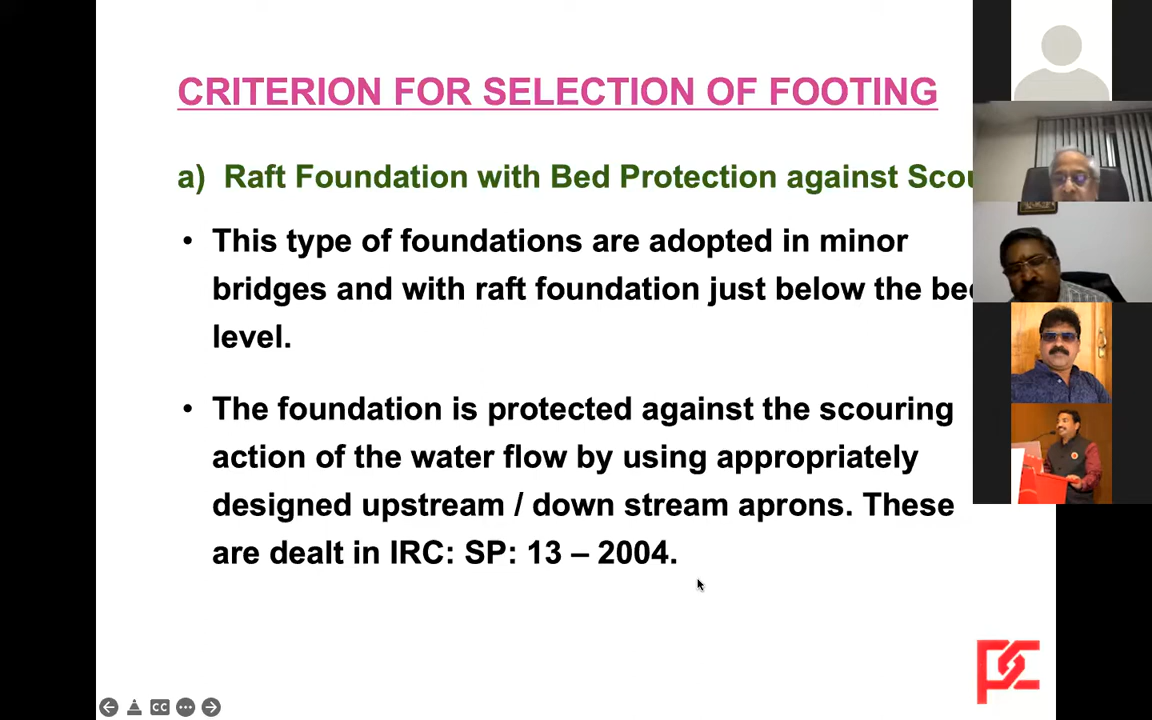 CRITERION FOR SELECTION OF FOOTING
a) Raft Foundation with Bed Protection against
• This type of foundations are adopted in minor
bridges and with raft foundation just below the
level.
• The foundation is protected against the scouring
action of the water flow by using appropriately
designed upstream / down stream aprons. These
are dealt in IRC: SP: 13 – 2004.
CC